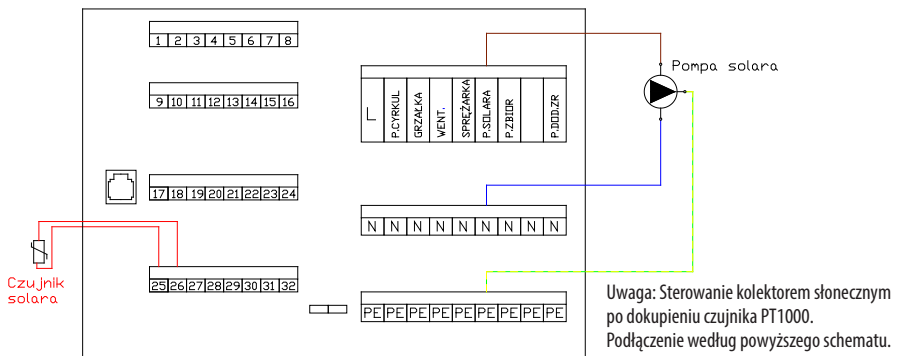 1 2 3 4 5 6 7 8
Pompa solara
9 10 11 12 13 14 15 16
L P.CYRKUL GRZAŁKA WENT. SPRĘŻARKA P.SOLARA P.ZBIOR P.DOD.ZR
17 18 19 20 21 22 23 24
N N N N N N N N N
Czujnik
solara
25 26 27 28 29 30 31 32
PE PE PE PE PE PE PE PE PE
Uwaga: Sterowanie kolektorem słonecznym
po dokupieniu czujnika PT1000.
Podłączenie według powyższego schematu.